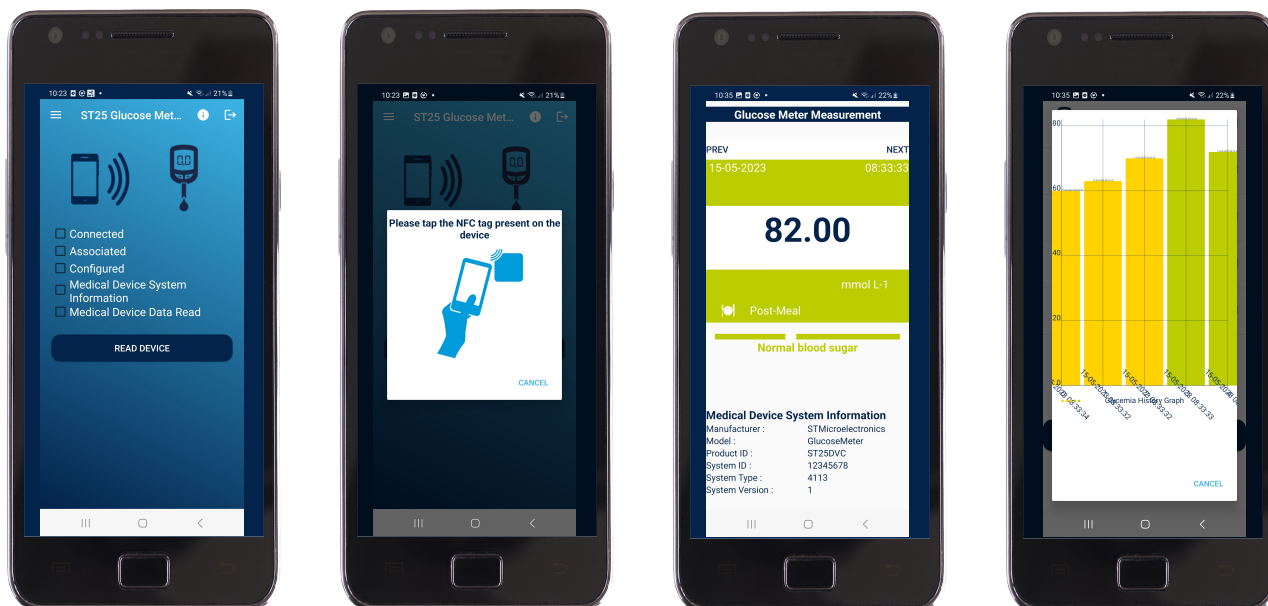 10:23
21%
ST25 Glucose Met...
Connected
Associated
Configured
Medical Device System
Information
Medical Device Data Read
READ DEVICE
10:23
21%
ST25 Glucose Met...
Please tap the NFC tag present on the
device
CANCEL
10:35
22%
Glucose Meter Measurement
PREV NEXT
15-05-2023 08:33:33
82.00
mmol L-1
Post-Meal
Normal blood sugar
Medical Device System Information
Manufacturer : STMicroelectronics
Model : GlucoseMeter
Product ID : ST25DVC
System ID : 12345678
System Type : 4113
System Version : 1
10:35
22%
80
60
40
20
Glycemia History Graph
CANCEL